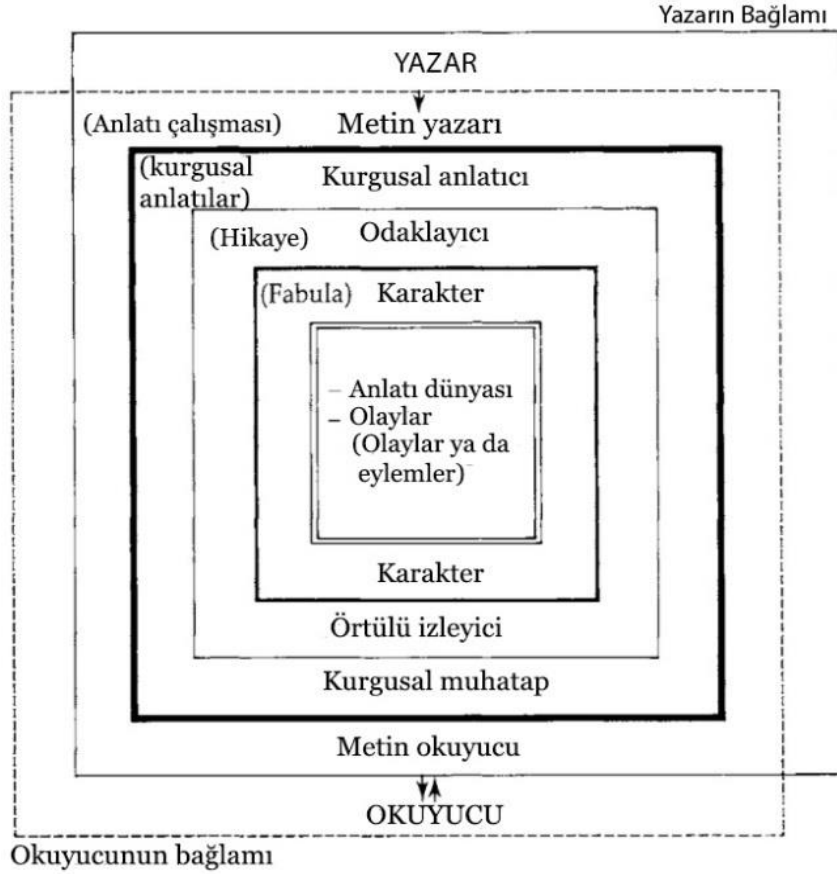 Yazarın Bağlamı
YAZAR
(Anlatı çalışması)
Metin yazarı
(kurgusal
anlatılar)
Kurgusal anlatıcı
(Hikaye)
Odaklayıcı
(Fabula)
Karakter
– Anlatı dünyası
– Olaylar
(Olaylar ya da
eylemler)
Karakter
Örtülü izleyici
Kurgusal muhatap
Metin okuyucu
OKUYUCU
Okuyucunun bağlamı